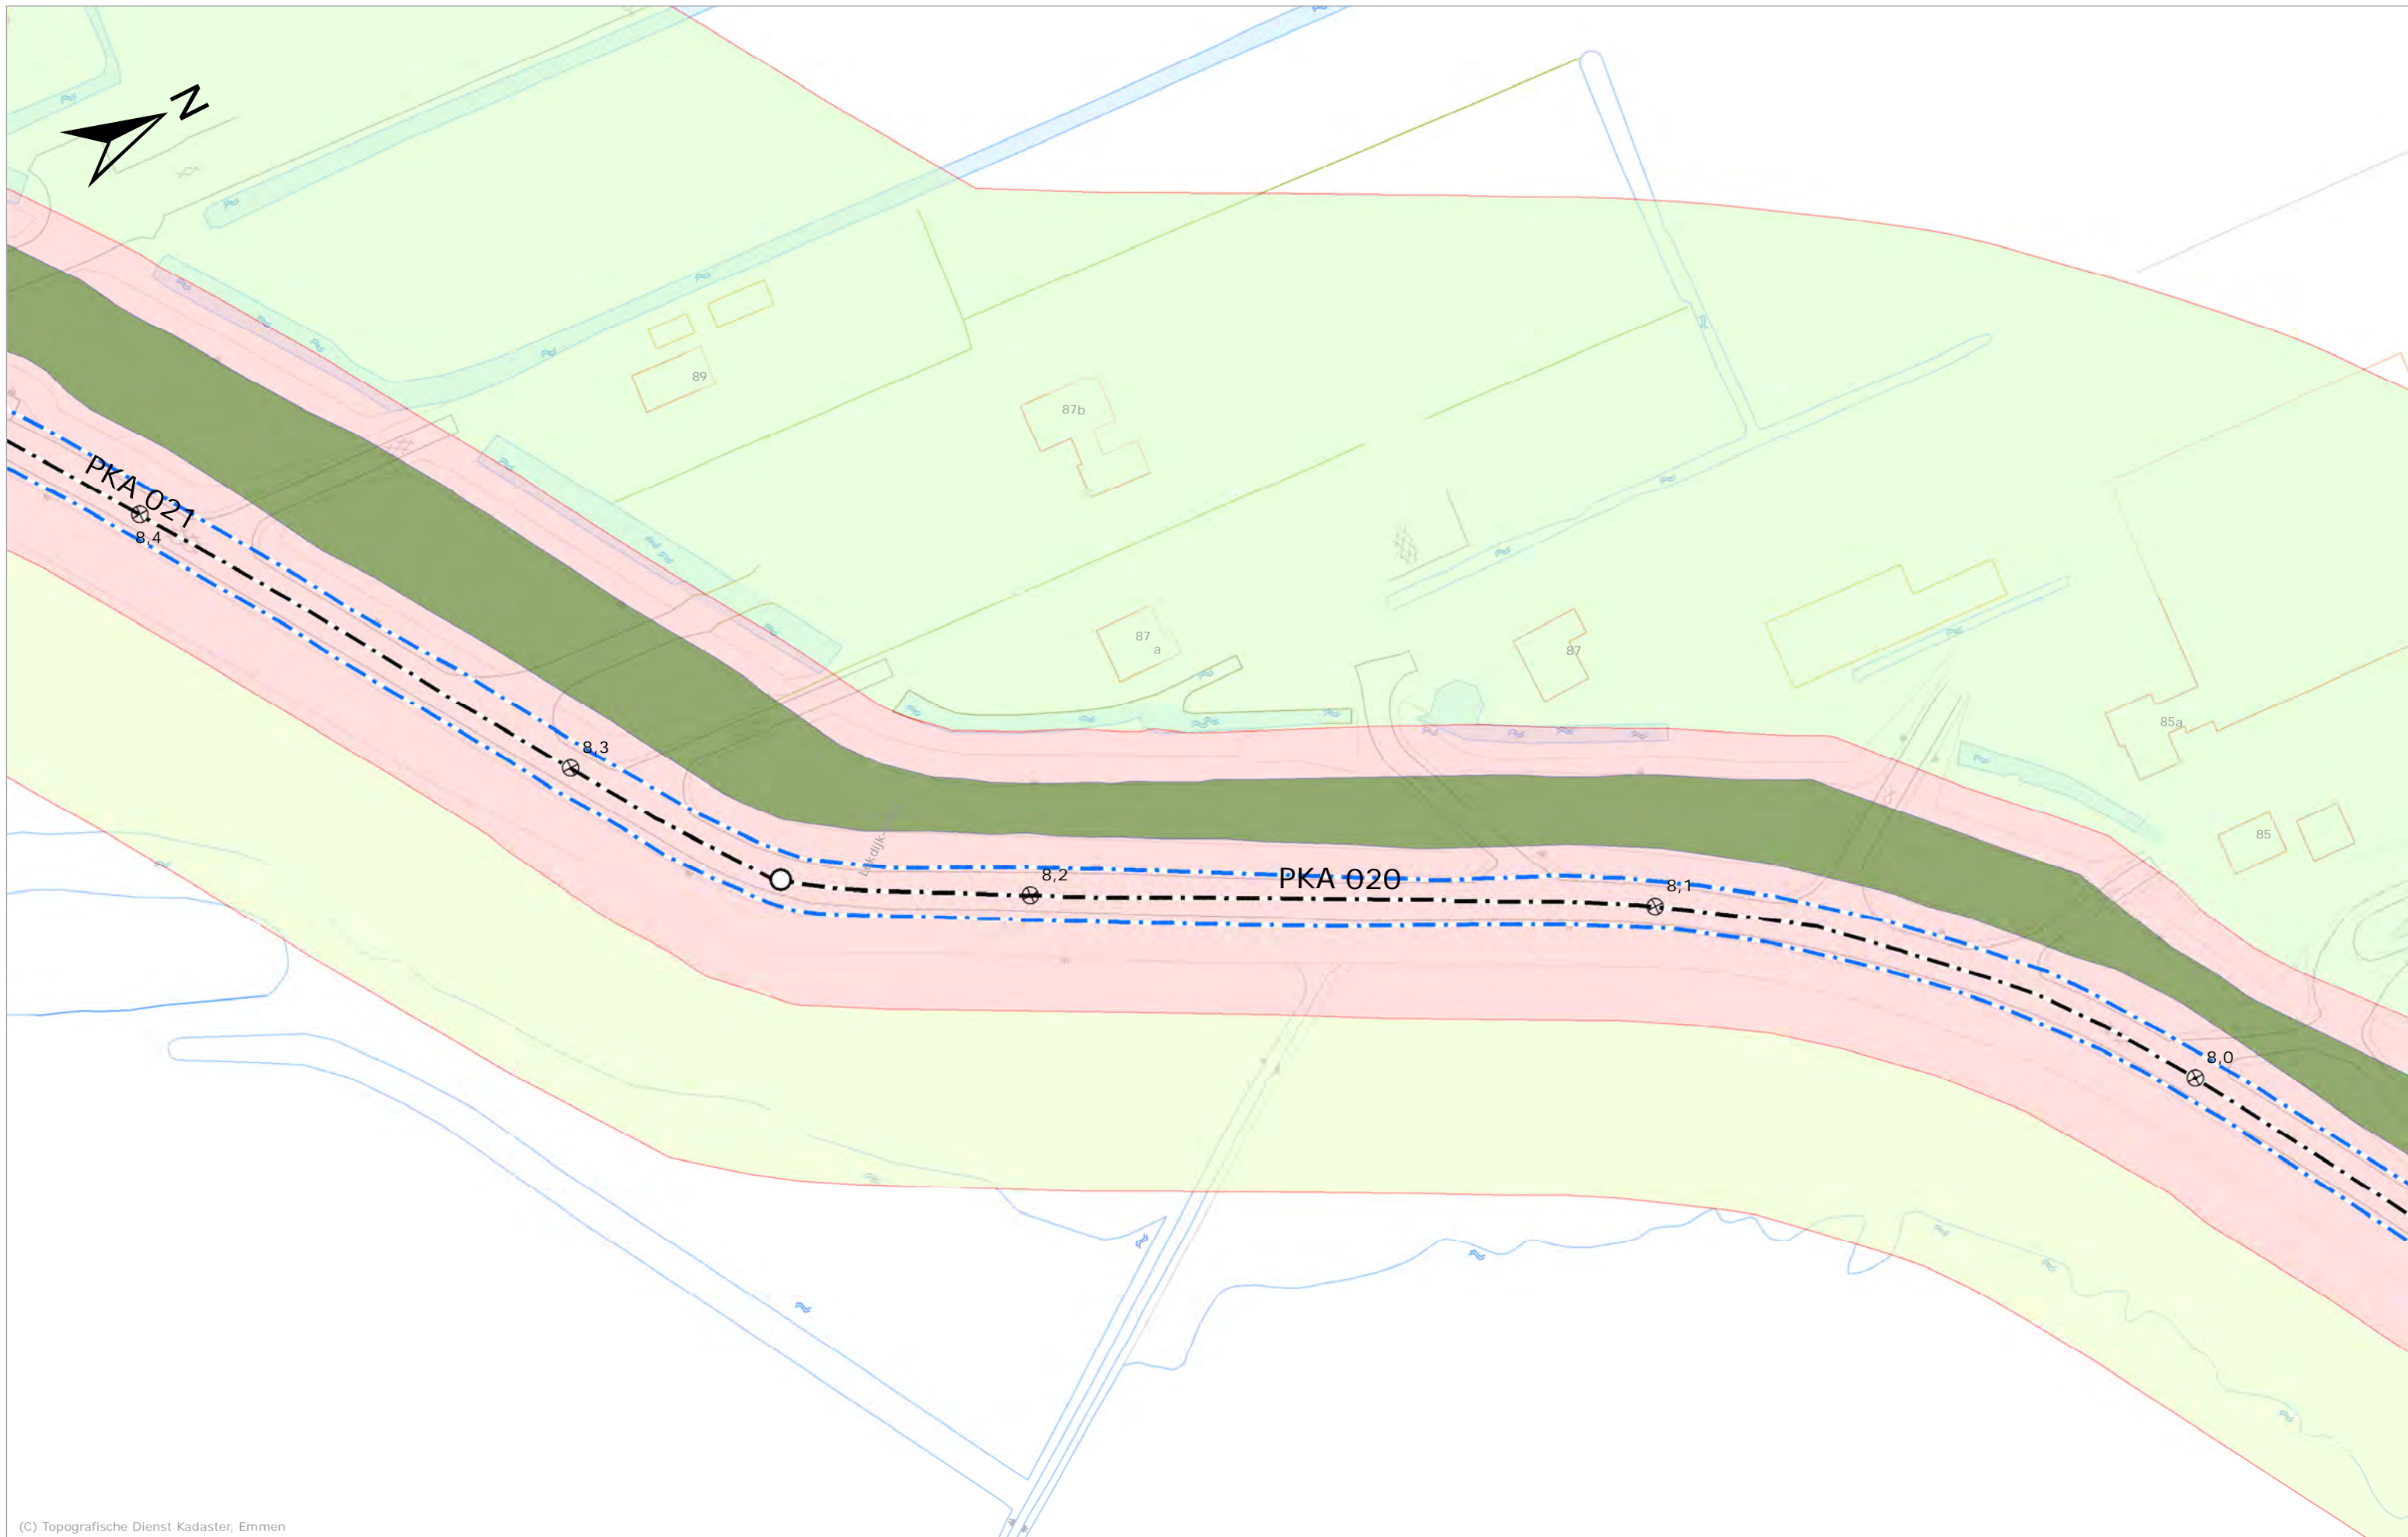 N
89
87b
PKA 021
8,4
87
a
87
85a
8,3
85
8,2
PKA 020
8,1
8,0
(C) Topografische Dienst Kadaster, Emmen